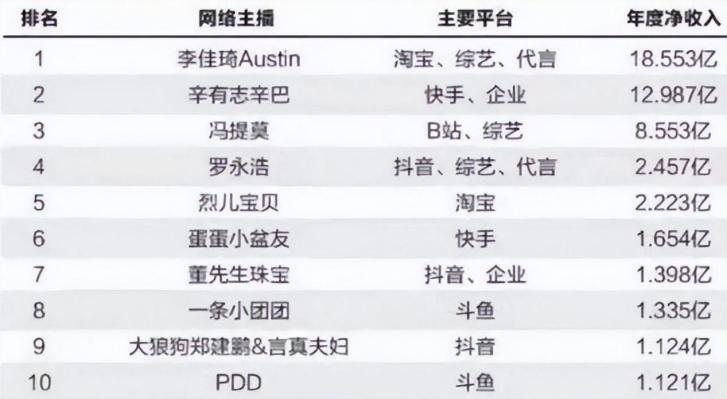 排名 网络主播 主要平台 年度净收入
1 李佳琦Austin 淘宝、综艺、代言 18.553亿
2 辛有志辛巴 快手、企业 12.987亿
3 冯提莫 B站、综艺 8.553亿
4 罗永浩 抖音、综艺、代言 2.457亿
5 烈儿宝贝 淘宝 2.223亿
6 蛋蛋小盆友 快手 1.654亿
7 董先生珠宝 抖音、企业 1.398亿
8 一条小团团 斗鱼 1.335亿
9 大狼狗郑建鹏&言真夫妇 抖音 1.124亿
10 PDD 斗鱼 1.121亿